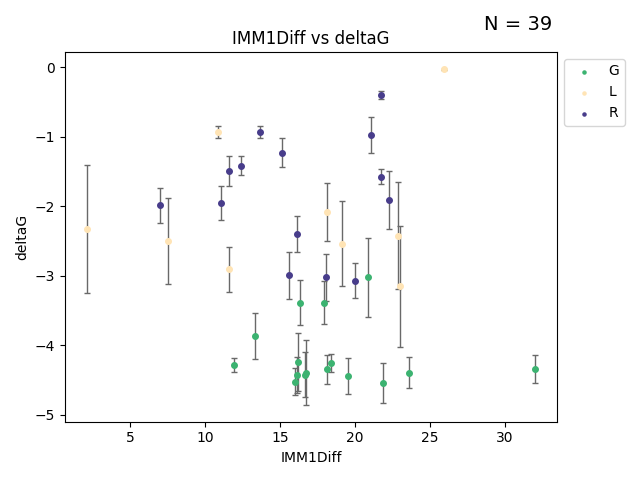 N = 39
IMM1Diff vs deltaG
G
L
R
0
−1
−2
−3
−4
−5
deltaG
5 10 15 20 25 30
IMM1Diff